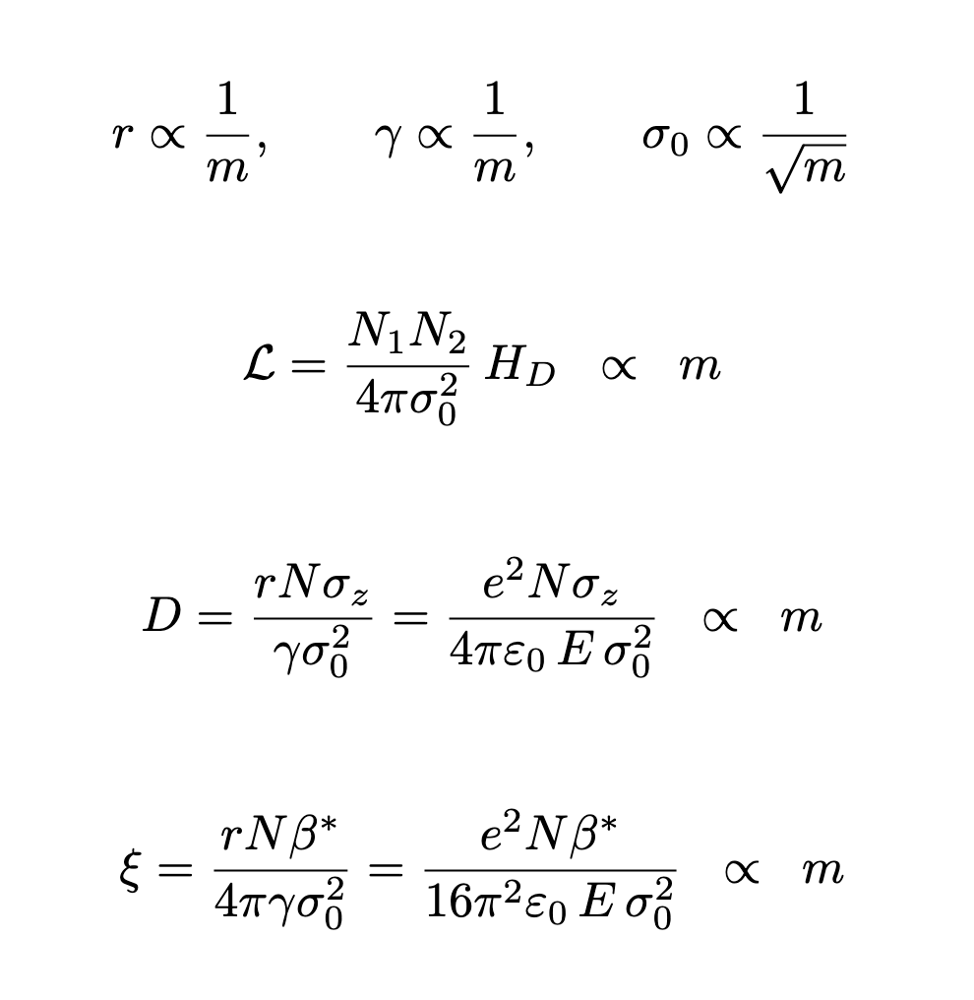 r ∝ 1/m, γ ∝ 1/m, σ₀ ∝ 1/√m
ℒ = N₁N₂/(4πσ₀²) H_D ∝ m
D = rNσ_z/(γσ₀²) = e²Nσ_z/(4πε₀ E σ₀²) ∝ m
ξ = rNβ*/(4πγσ₀²) = e²Nβ*/(16π²ε₀ E σ₀²) ∝ m